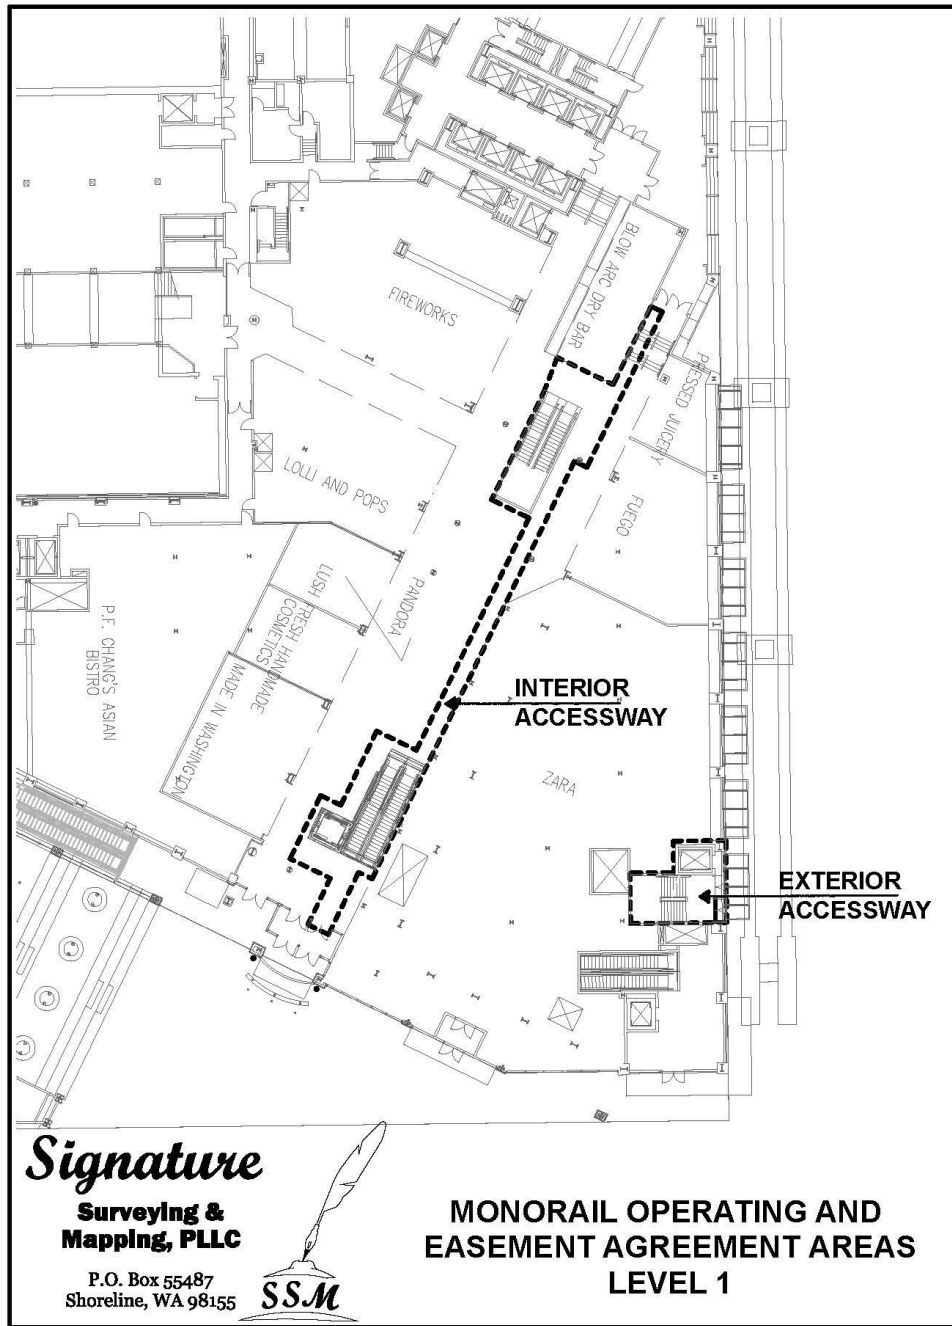 FIREWORKS
BLOW ARC DRY BAR
PRESSED JUICERY
LOLLI AND POPS
FUEGO
LUSH
FRESH HANDMADE
COSMETICS
PANDORA
P.F. CHANG'S ASIAN
BISTRO
MADE IN WASHINGTON
INTERIOR
ACCESSWAY
ZARA
EXTERIOR
ACCESSWAY
Signature
Surveying &
Mapping, PLLC
P.O. Box 55487
Shoreline, WA 98155
SSM
MONORAIL OPERATING AND
EASEMENT AGREEMENT AREAS
LEVEL 1